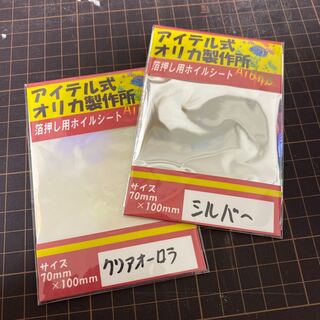 アイテル式
オリカ製作所
箔押し用ホイルシート
サイズ
70mm
×100mm
シルバー
アイテル式
オリカ製作所
箔押し用ホイルシート
サイズ
70mm
×100mm
クリアオーロラ